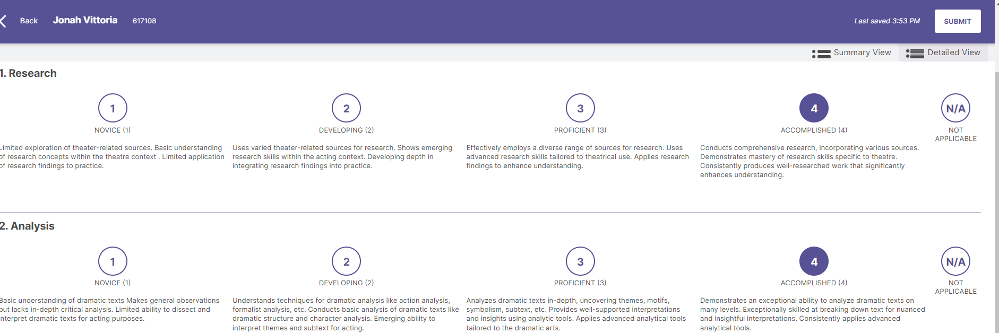 Back Jonah Vittoria 617108 Last saved 3:53 PM SUBMIT
Summary View Detailed View
1. Research
1 2 3 4 N/A
NOVICE (1) DEVELOPING (2) PROFICIENT (3) ACCOMPLISHED (4) NOT APPLICABLE
Limited exploration of theater-related sources. Basic understanding
of research concepts within the theatre context . Limited application
of research findings to practice.
Uses varied theater-related sources for research. Shows emerging
research skills within the acting context. Developing depth in
integrating research findings into practice.
Effectively employs a diverse range of sources for research. Uses
advanced research skills tailored to theatrical use. Applies research
findings to enhance understanding.
Conducts comprehensive research, incorporating various sources.
Demonstrates mastery of research skills specific to theatre.
Consistently produces well-researched work that significantly
enhances understanding.
2. Analysis
1 2 3 4 N/A
NOVICE (1) DEVELOPING (2) PROFICIENT (3) ACCOMPLISHED (4) NOT APPLICABLE
Basic understanding of dramatic texts Makes general observations
but lacks in-depth critical analysis. Limited ability to dissect and
interpret dramatic texts for acting purposes.
Understands techniques for dramatic analysis like action analysis,
formalist analysis, etc. Conducts basic analysis of dramatic texts like
dramatic structure and character analysis. Emerging ability to
interpret themes and subtext for acting.
Analyzes dramatic texts in-depth, uncovering themes, motifs,
symbolism, subtext, etc. Provides well-supported interpretations
and insights using analytic tools. Applies advanced analytical tools
tailored to the dramatic arts.
Demonstrates an exceptional ability to analyze dramatic texts on
many levels. Exceptionally skilled at breaking down text for nuanced
and insightful interpretations. Consistently applies advanced
analytical tools.